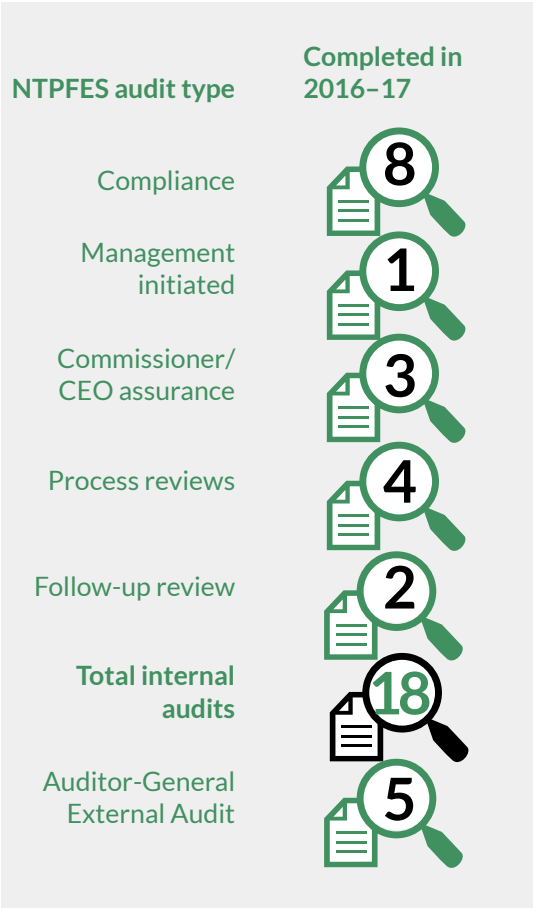 NTPFES audit type
Completed in
2016–17
Compliance
8
Management
initiated
1
Commissioner/
CEO assurance
3
Process reviews
4
Follow-up review
2
Total internal
audits
18
Auditor-General
External Audit
5